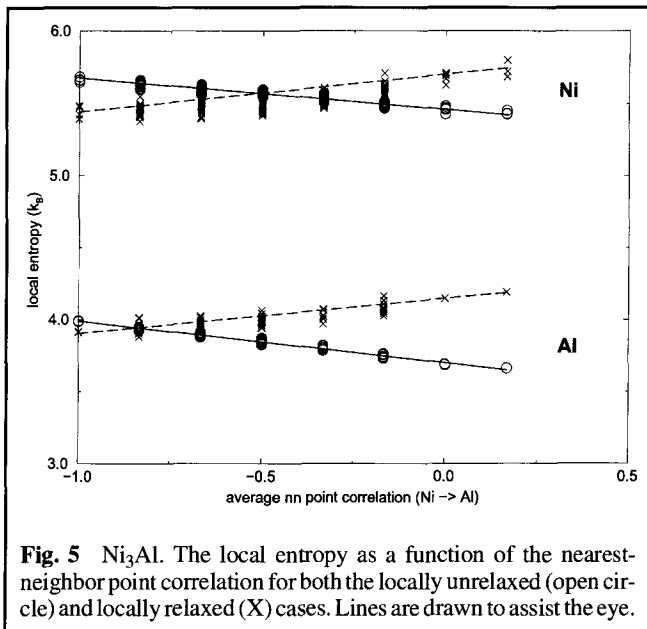 6.0
Ni
5.0
local entropy (kB)
4.0
Al
3.0
−1.0
−0.5
0.0
0.5
average nn point correlation (Ni -> Al)
Fig. 5 Ni3Al. The local entropy as a function of the nearest-
neighbor point correlation for both the locally unrelaxed (open cir-
cle) and locally relaxed (X) cases. Lines are drawn to assist the eye.